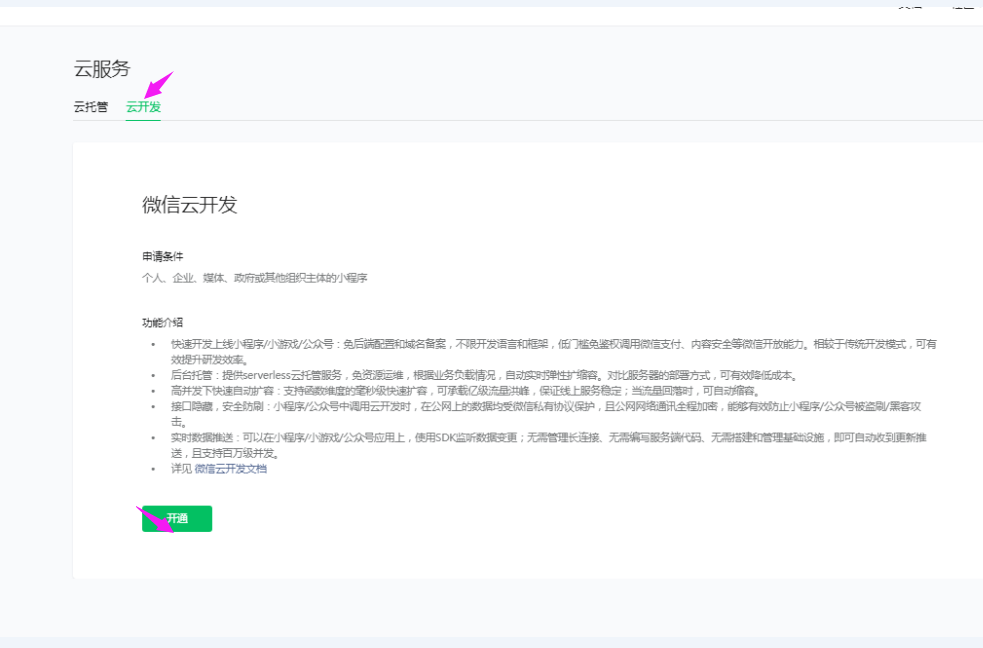 云服务
云托管 云开发
微信云开发
申请条件
个人、企业、媒体、政府或其他组织主体的小程序
功能介绍
• 快速开发上线小程序/小游戏/公众号：免后端配置和域名备案，不限开发语言和框架，低门槛免鉴权调用微信支付、内容安全等微信开放能力。相较于传统开发模式，可有
效提升研发效率。
• 后台托管：提供serverless云托管服务，免资源运维，根据业务负载情况，自动实时弹性扩缩容。对比服务器的部署方式，可有效降低成本。
• 高并发下快速自动扩容：支持函数维度的毫秒级快速扩容，可承载亿级流量洪峰，保证线上服务稳定；当流量回落时，可自动缩容。
• 接口隐藏，安全防刷：小程序/公众号中调用云开发时，在公网上的数据均受微信私有协议保护，且公网网络通讯全程加密，能够有效防止小程序/公众号被盗刷/黑客攻
击。
• 实时数据推送：可以在小程序/小游戏/公众号应用上，使用SDK监听数据变更；无需管理长连接、无需编写服务端代码、无需搭建和管理基础设施，即可自动收到更新推
送，且支持百万级并发。
• 详见 微信云开发文档
开通